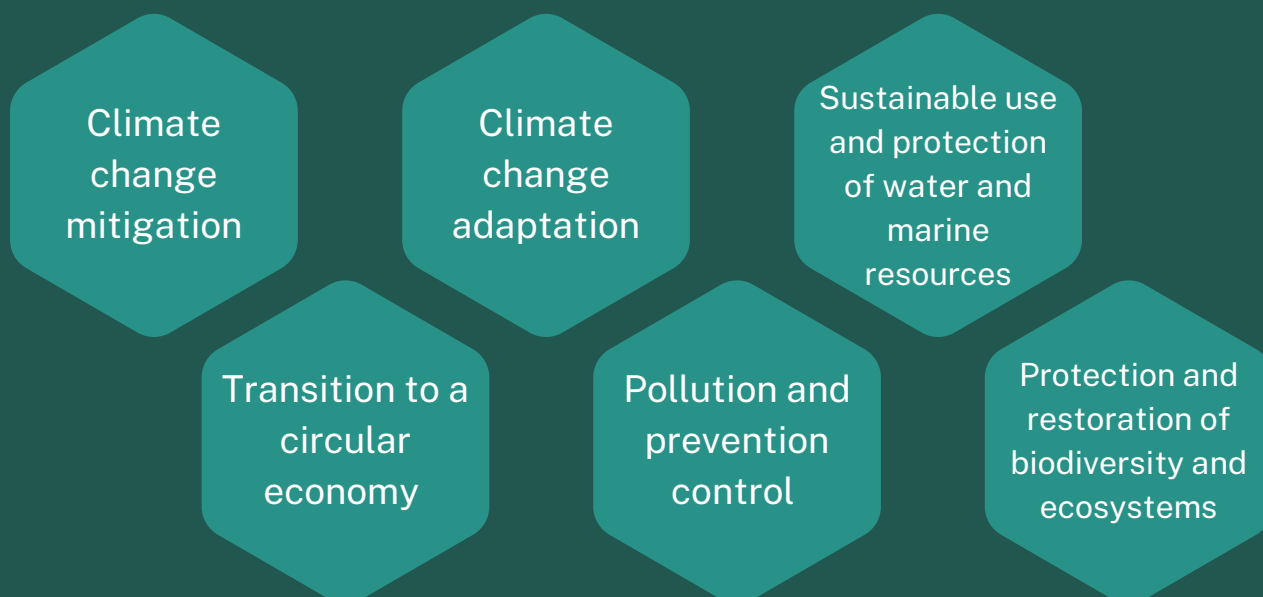 Climate
change
mitigation
Climate
change
adaptation
Sustainable use
and protection
of water and
marine
resources
Transition to a
circular
economy
Pollution and
prevention
control
Protection and
restoration of
biodiversity and
ecosystems